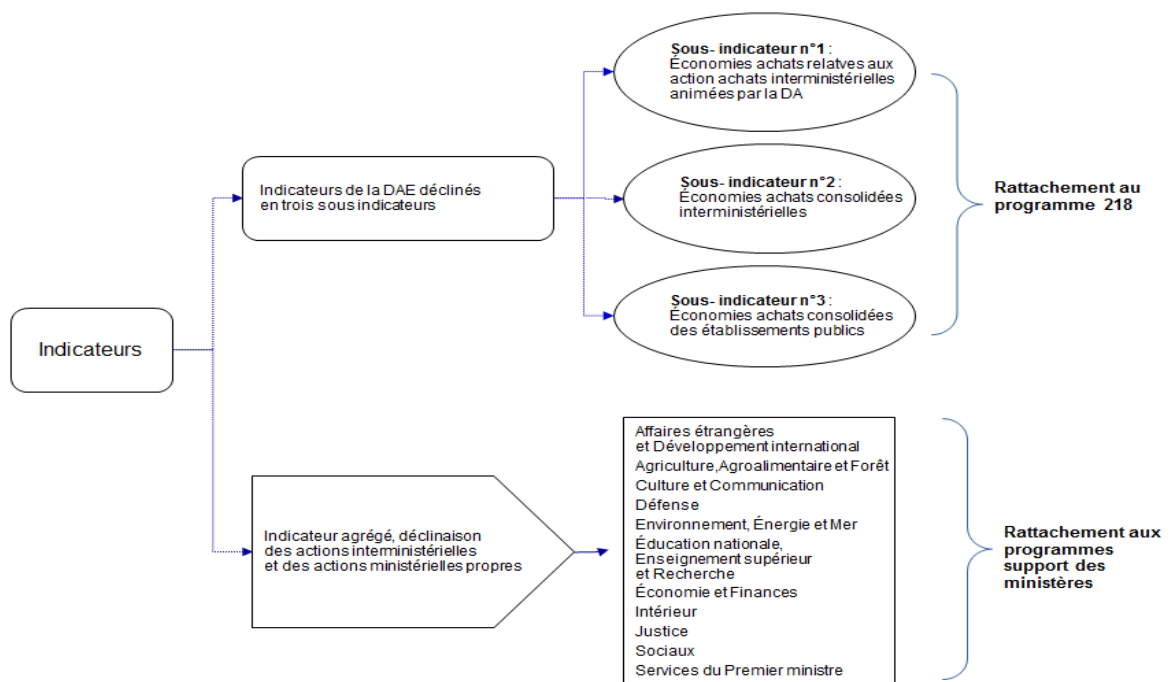 Sous- indicateur n°1 :
Économies achats relatves aux
action achats interministérielles
animées par la DA
Indicateurs de la DAE déclinés
en trois sous indicateurs
Sous- indicateur n°2 :
Économies achats consolidées
interministérielles
Rattachement au
programme 218
Sous- indicateur n°3 :
Économies achats consolidées
des établissements publics
Indicateurs
Indicateur agrégé, déclinaison
des actions interministérielles
et des actions ministérielles propres
Affaires étrangères
et Développement international
Agriculture,Agroalimentaire et Forêt
Culture et Communication
Défense
Environnement, Énergie et Mer
Éducation nationale,
Enseignement supérieur
et Recherche
Économie et Finances
Intérieur
Justice
Sociaux
Services du Premier ministre
Rattachement aux
programmes
support des
ministères